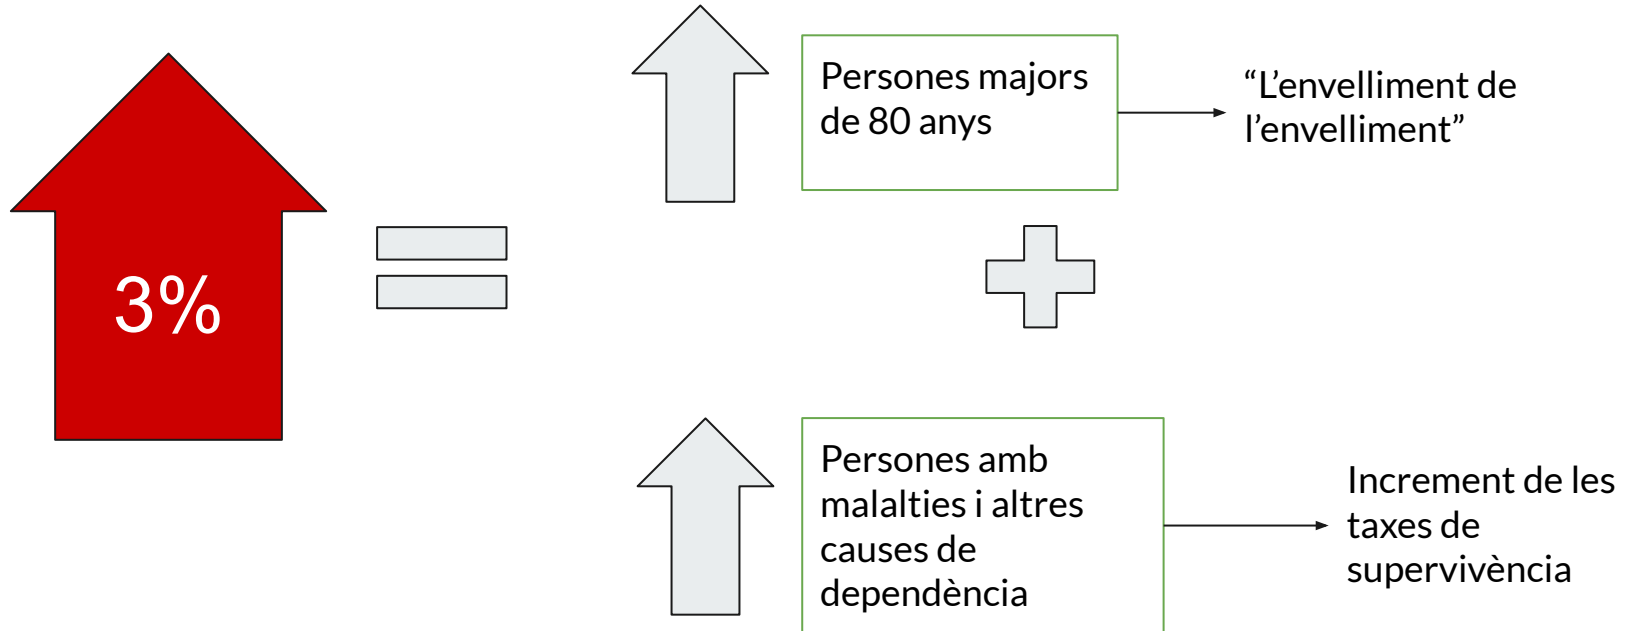 3%
Persones majors
de 80 anys
“L’envelliment de
l’envelliment”
Persones amb
malalties i altres
causes de
dependència
Increment de les
taxes de
supervivència